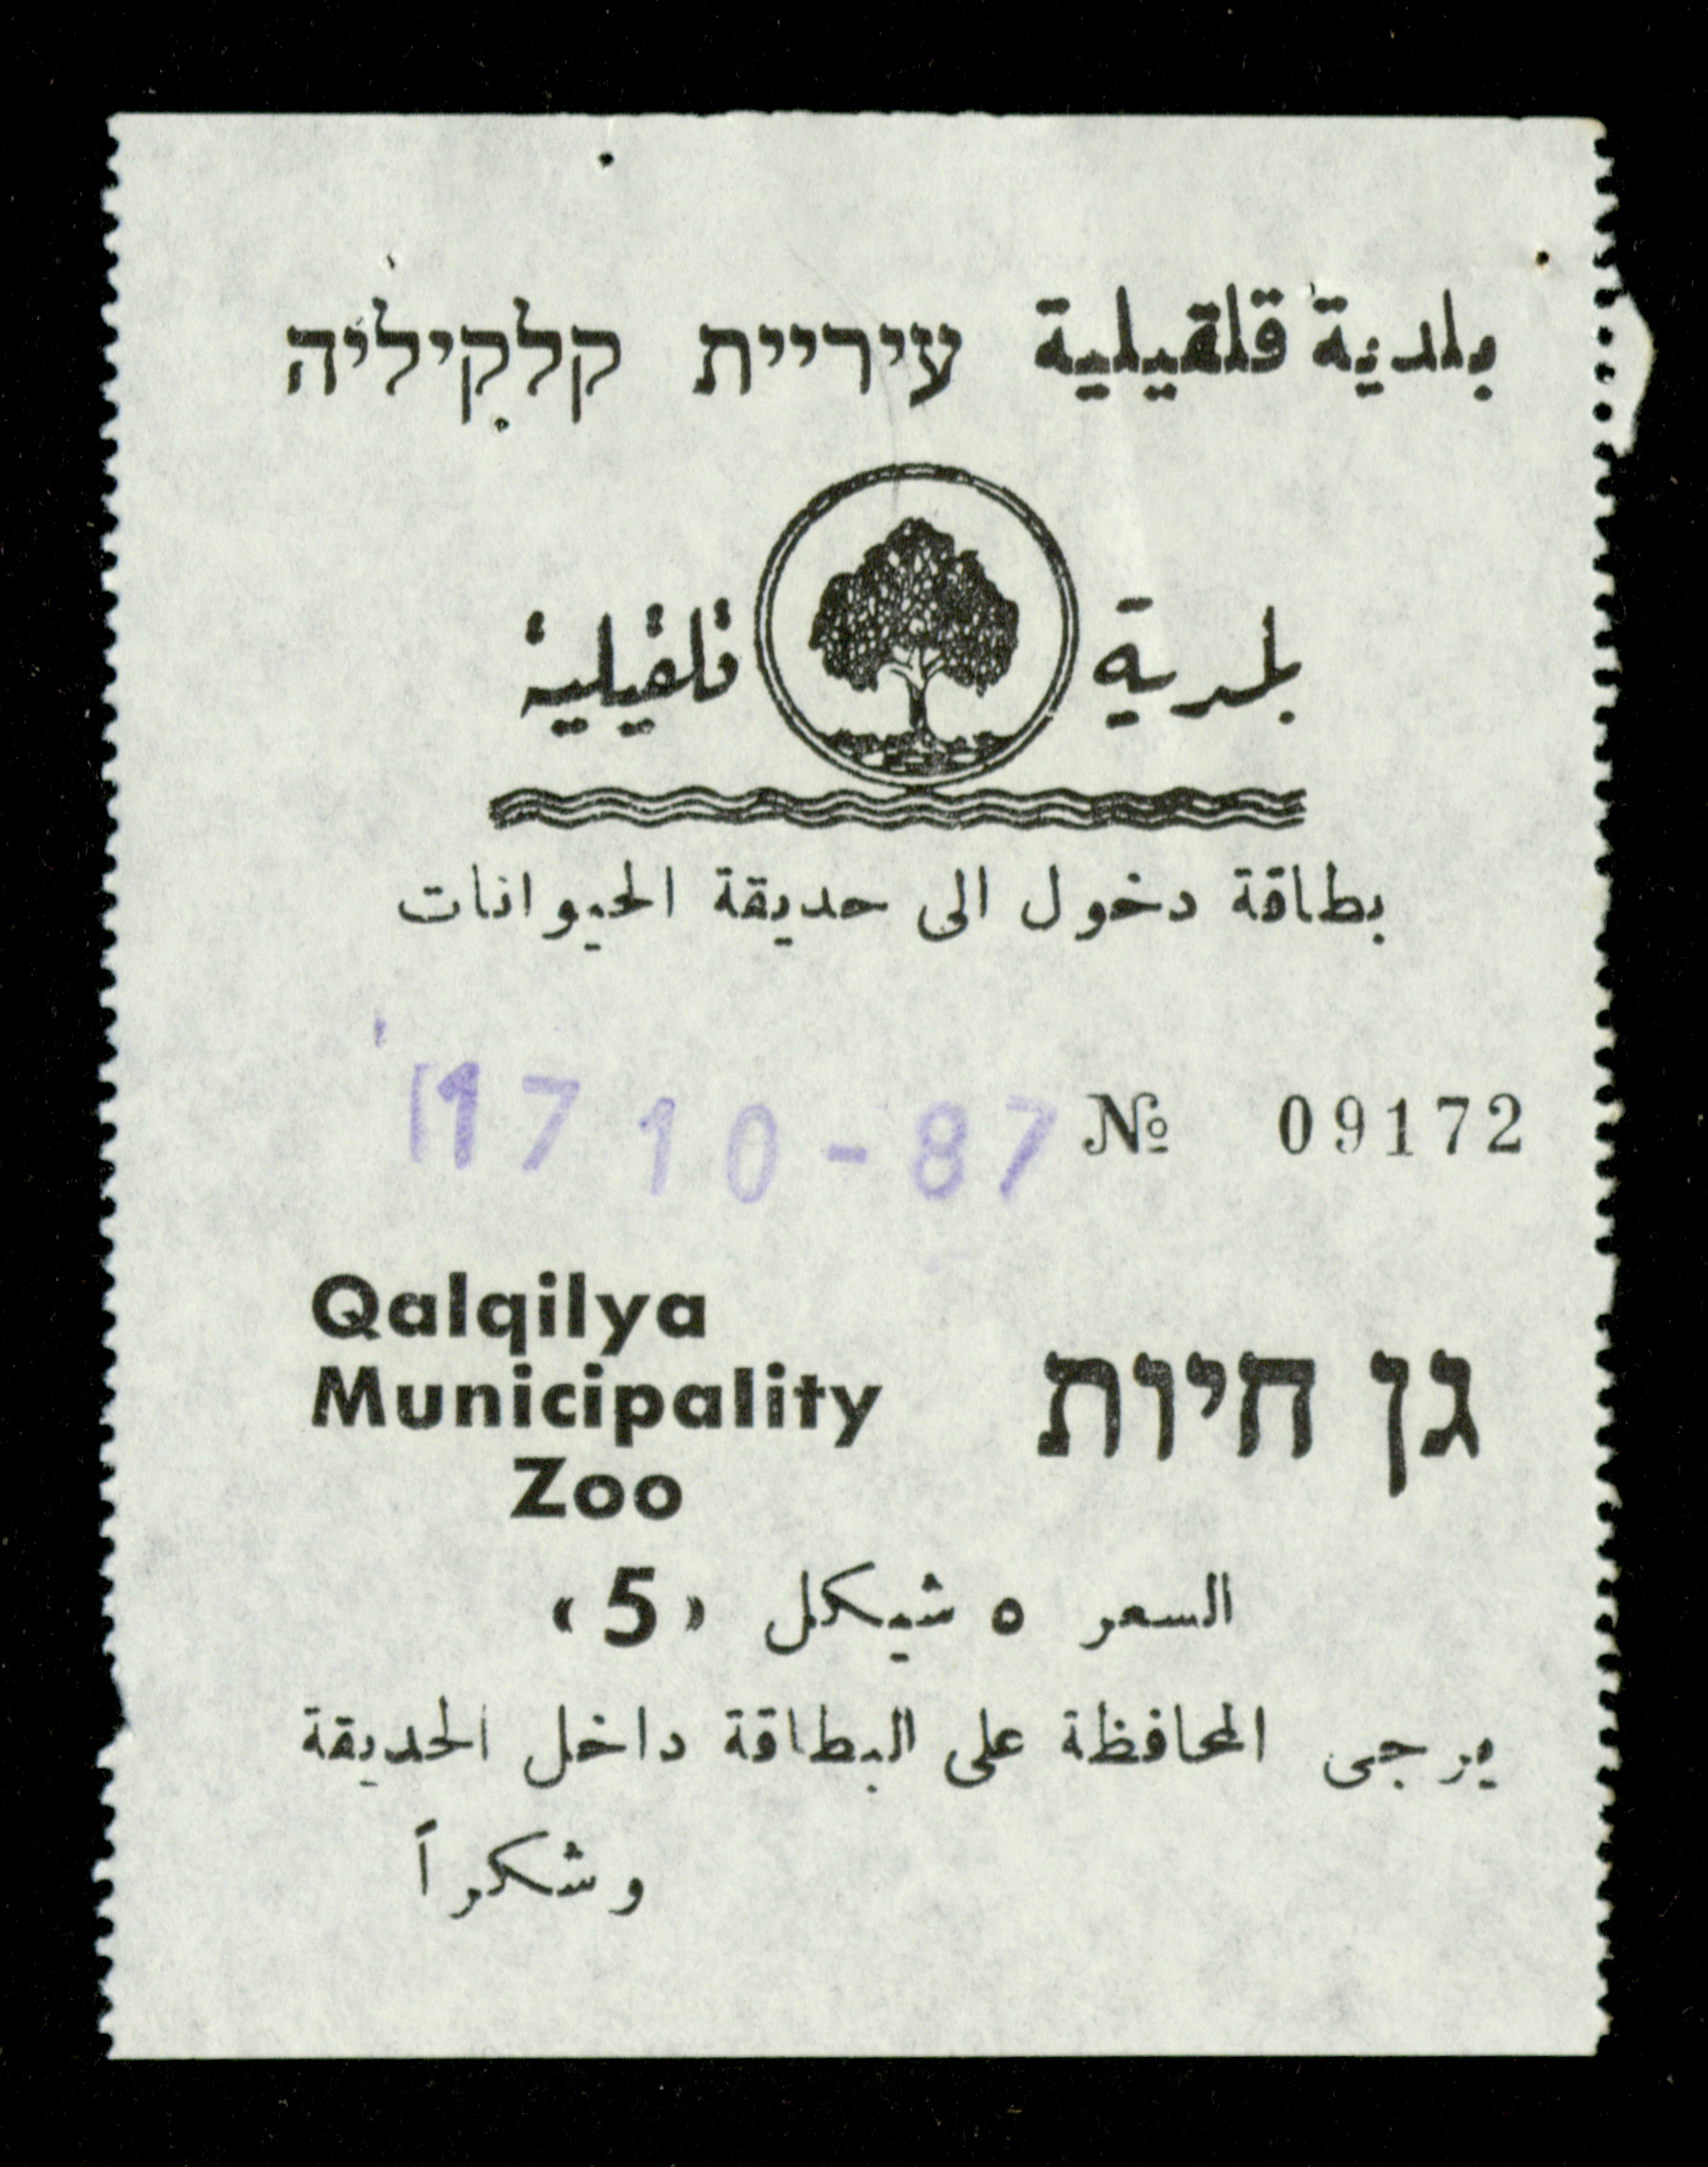 بلدية قلقيلية עיריית קלקיליה
بلدية قلقيلية
بطاقة دخول الى حديقة الحيوانات
17 10-87 № 09172
Qalqilya
Municipality
Zoo
גן חיות
السعر ٥ شيكل «5»
يرجى المحافظة على البطاقة داخل الحديقة
وشكراً